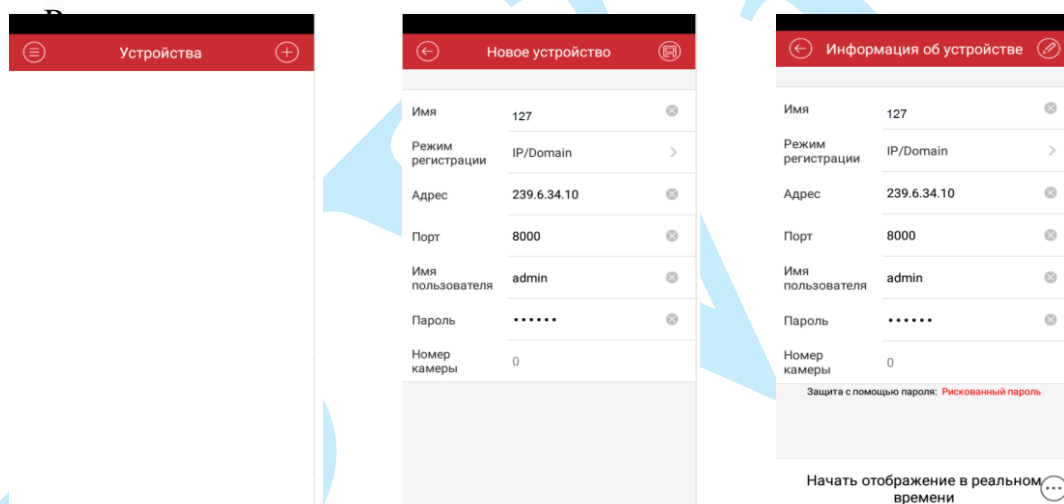 Устройства
Новое устройство
Имя
127
Режим
регистрации
IP/Domain
Адрес
239.6.34.10
Порт
8000
Имя
пользователя
admin
Пароль
••••••
Номер
камеры
0
Информация об устройстве
Имя
127
Режим
регистрации
IP/Domain
Адрес
239.6.34.10
Порт
8000
Имя
пользователя
admin
Пароль
••••••
Номер
камеры
0
Защита с помощью пароля: Рискованный пароль
Начать отображение в реальном
времени